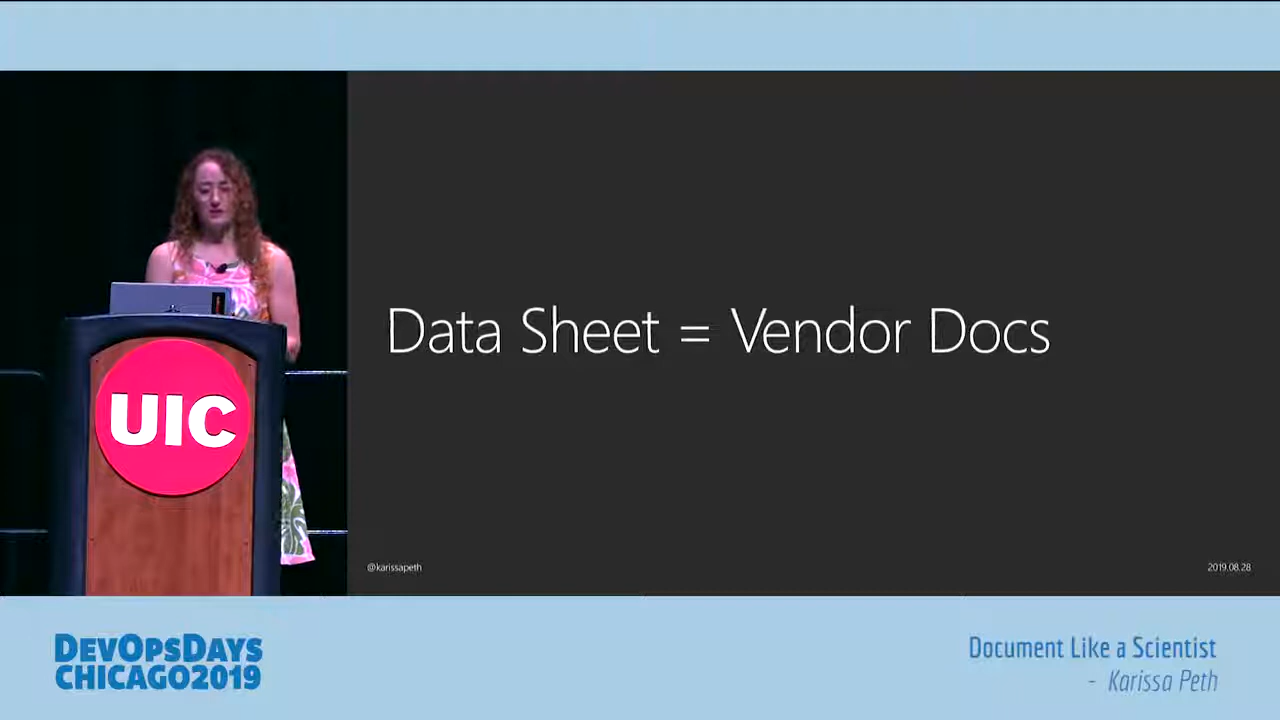 Data Sheet = Vendor Docs
UIC
@karissapeth
2019.08.28
DevOpsDays
CHICAGO2019
Document Like a Scientist
- Karissa Peth